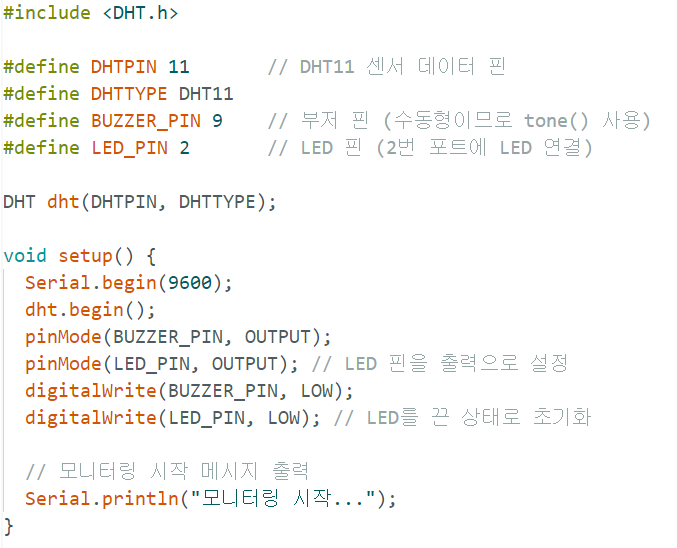 #include <DHT.h>
#define DHTPIN 11 // DHT11 센서 데이터 핀
#define DHTTYPE DHT11
#define BUZZER_PIN 9 // 부저 핀 (수동형이므로 tone() 사용)
#define LED_PIN 2 // LED 핀 (2번 포트에 LED 연결)
DHT dht(DHTPIN, DHTTYPE);
void setup() {
Serial.begin(9600);
dht.begin();
pinMode(BUZZER_PIN, OUTPUT);
pinMode(LED_PIN, OUTPUT); // LED 핀을 출력으로 설정
digitalWrite(BUZZER_PIN, LOW);
digitalWrite(LED_PIN, LOW); // LED를 끈 상태로 초기화
// 모니터링 시작 메시지 출력
Serial.println("모니터링 시작...");
}